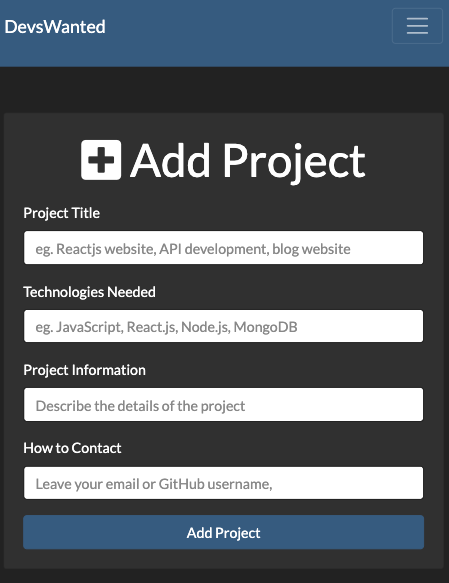 DevsWanted
Add Project
Project Title
eg. Reactjs website, API development, blog website
Technologies Needed
eg. JavaScript, React.js, Node.js, MongoDB
Project Information
Describe the details of the project
How to Contact
Leave your email or GitHub username,
Add Project